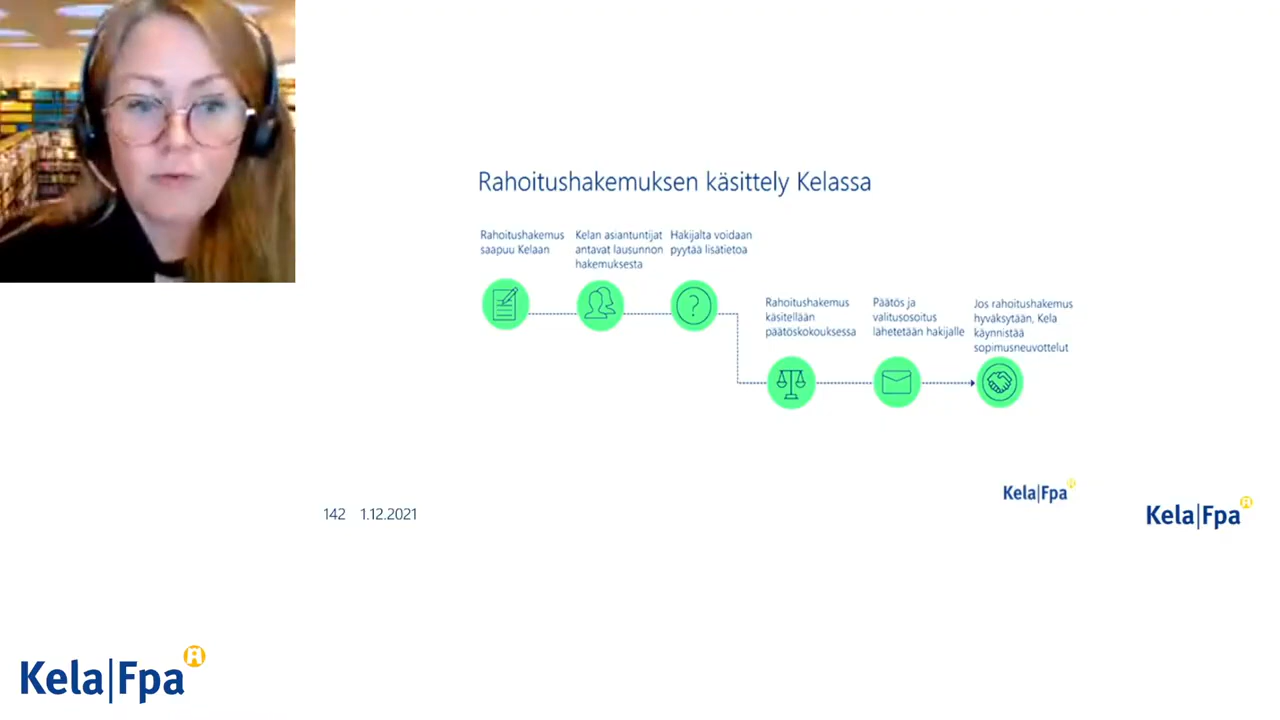 Rahoitushakemuksen käsittely Kelassa
Rahoitushakemus
saapuu Kelaan
Kelan asiantuntijat
antavat lausunnon
hakemuksesta
Hakijalta voidaan
pyytää lisätietoa
?
Rahoitushakemus
käsitellään
päätöskokouksessa
Päätös ja
valitusosoitus
lähetetään hakijalle
Jos rahoitushakemus
hyväksytään, Kela
käynnistää
sopimusneuvottelut
Kela|Fpa
142 1.12.2021
Kela|Fpa
Kela|Fpa